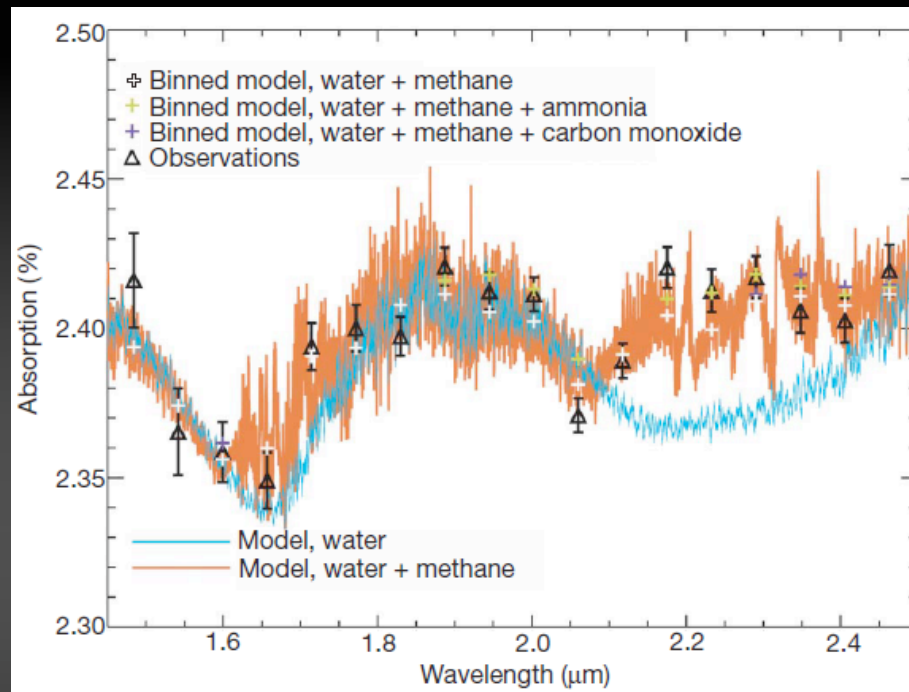 2.50
Binned model, water + methane
Binned model, water + methane + ammonia
Binned model, water + methane + carbon monoxide
Observations
2.45
2.40
Absorption (%)
2.35
Model, water
Model, water + methane
2.30
1.6 1.8 2.0 2.2 2.4
Wavelength (μm)